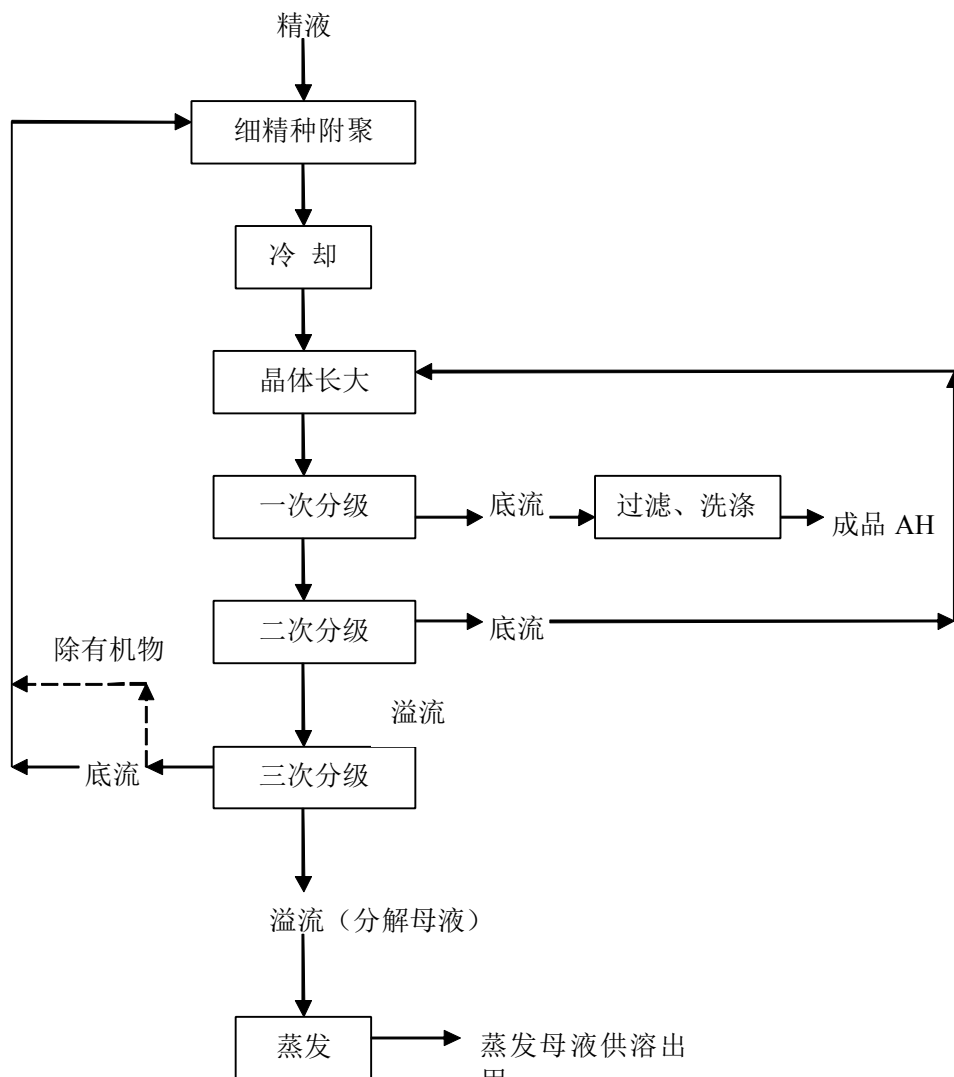 精液
细精种附聚
冷 却
晶体长大
一次分级
底流
过滤、洗涤
成品 AH
二次分级
底流
除有机物
溢流
底流
三次分级
溢流（分解母液）
蒸发
蒸发母液供溶出